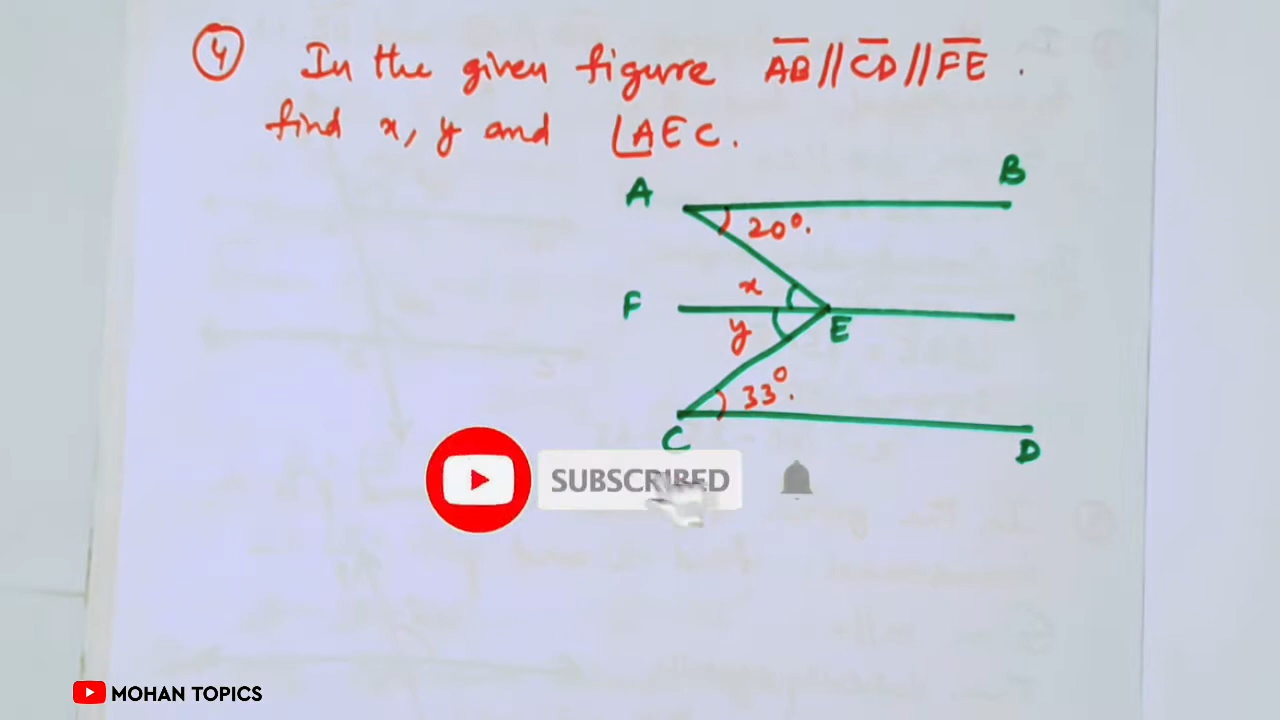 4 In the given figure AB//CD//FE.
find x, y and ∠AEC.
A
B
20°.
x
F
E
y
33°.
C
D
SUBSCRIBED
MOHAN TOPICS